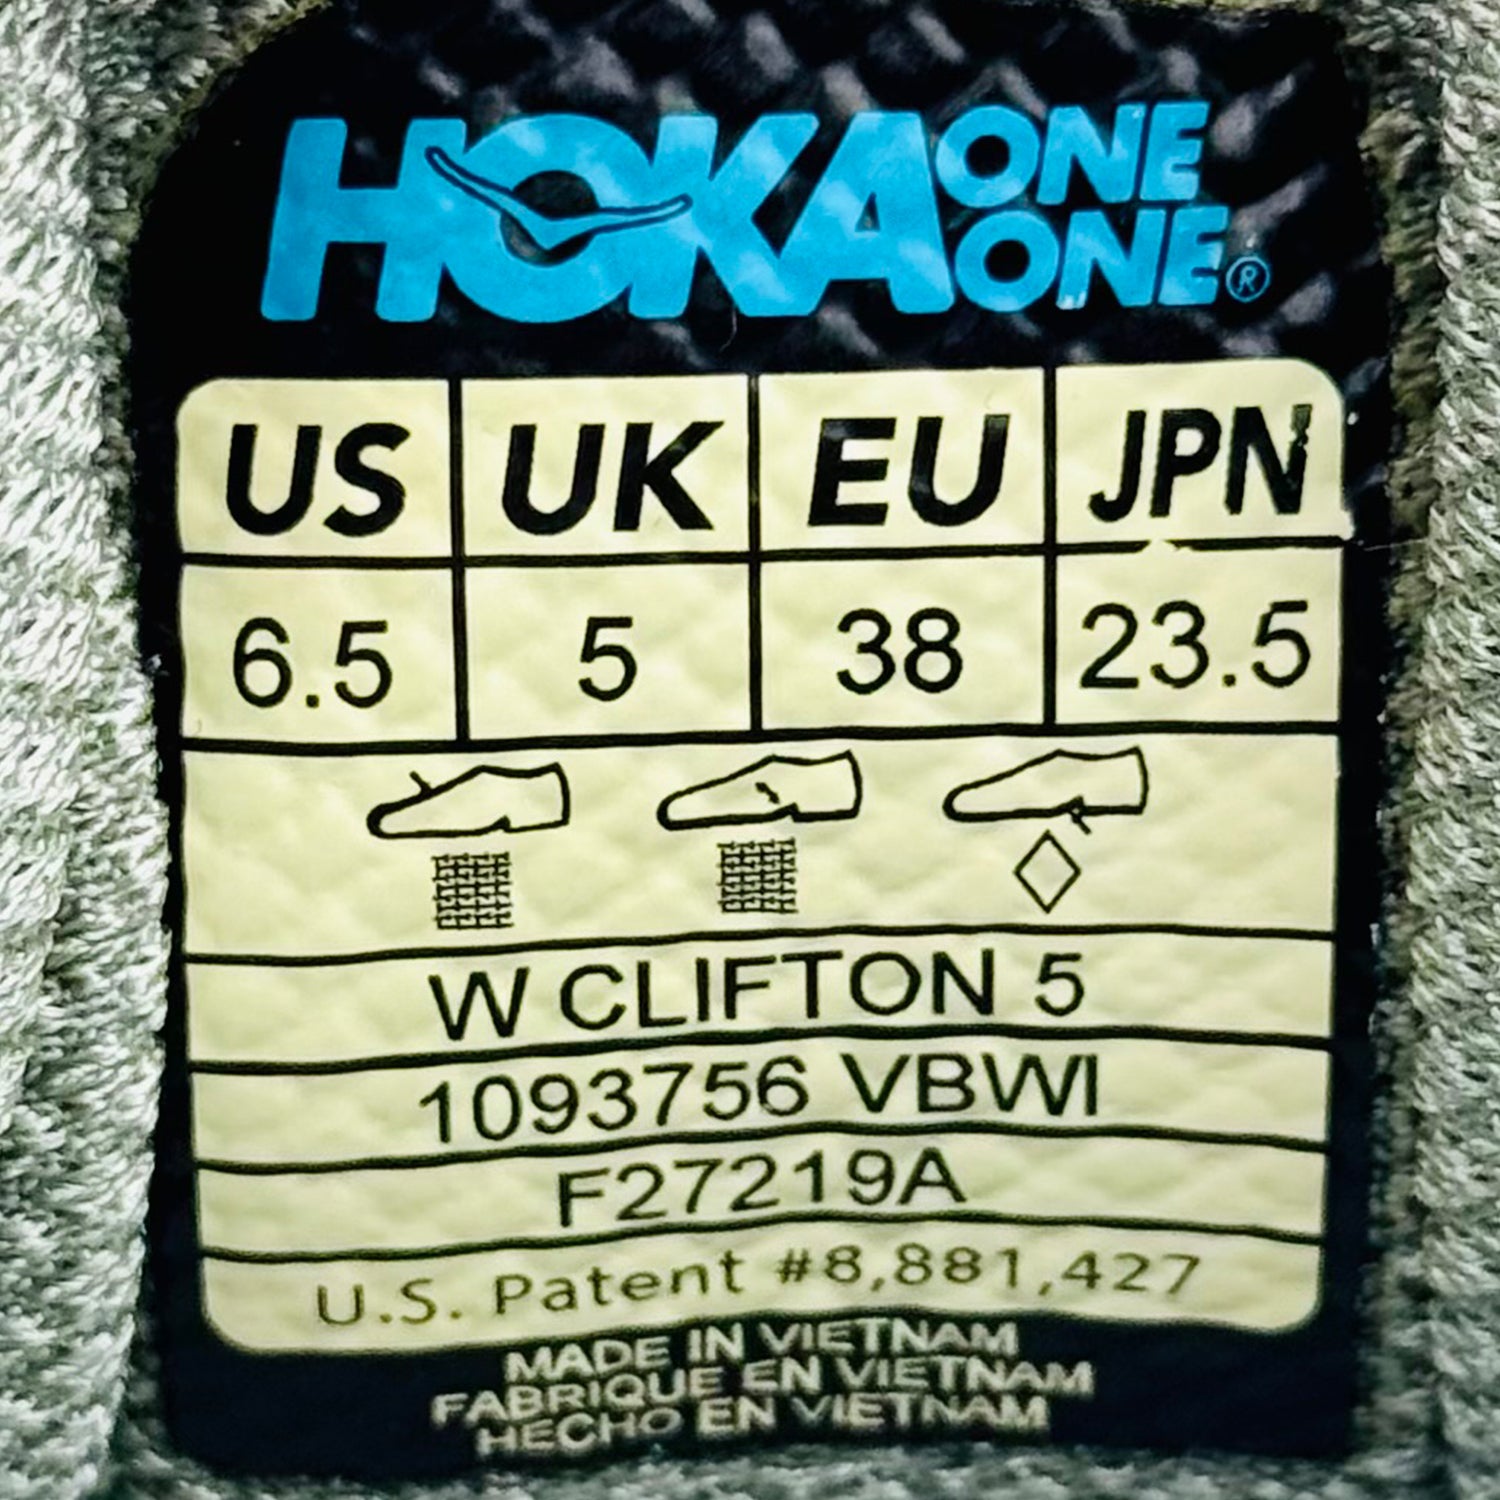 HOKA ONE ONE®
US UK EU JPN
6.5 5 38 23.5
W CLIFTON 5
1093756 VBWI
F27219A
U.S. Patent #8,881,427
MADE IN VIETNAM
FABRIQUE EN VIETNAM
HECHO EN VIETNAM